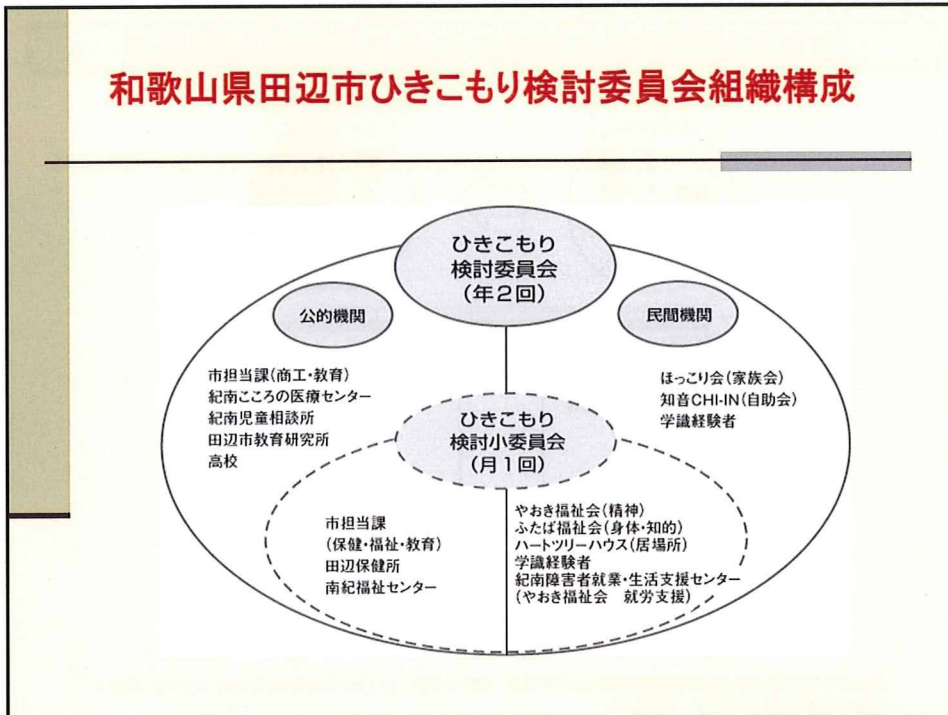 和歌山県田辺市ひきこもり検討委員会組織構成
ひきこもり
検討委員会
(年2回)
公的機関
民間機関
市担当課(商工・教育)
紀南こころの医療センター
紀南児童相談所
田辺市教育研究所
高校
ほっこり会(家族会)
知音CHI-IN(自助会)
学識経験者
ひきこもり
検討小委員会
(月1回)
市担当課
(保健・福祉・教育)
田辺保健所
南紀福祉センター
やおき福祉会(精神)
ふたば福祉会(身体・知的)
ハートツリーハウス(居場所)
学識経験者
紀南障害者就業・生活支援センター
(やおき福祉会 就労支援)